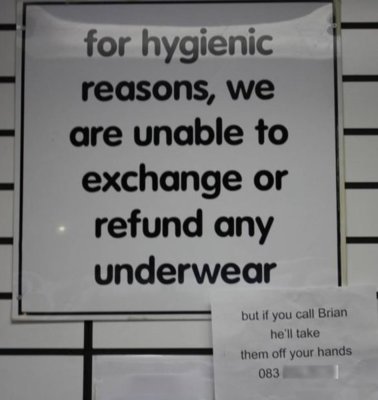 for hygienic
reasons, we
are unable to
exchange or
refund any
underwear
but if you call Brian
he'll take
them off your hands
083